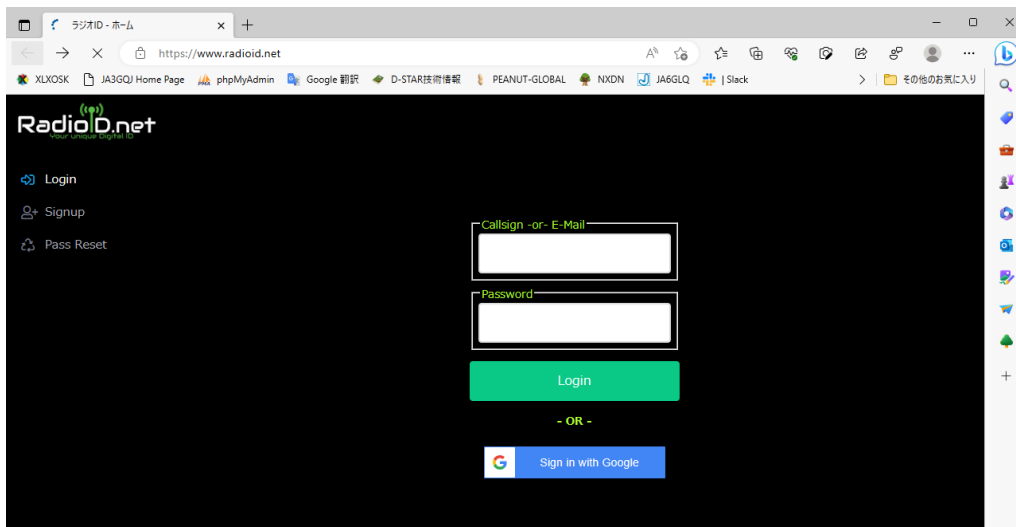 ラジオID - ホーム
https://www.radioid.net
XLXOSK JA3GQJ Home Page phpMyAdmin Google 翻訳 D-STAR技術情報 PEANUT-GLOBAL NXDN JA6GLQ | Slack その他のお気に入り
RadioID.net
Your unique Digital ID
Login
Signup
Pass Reset
Callsign -or- E-Mail
Password
Login
- OR -
Sign in with Google